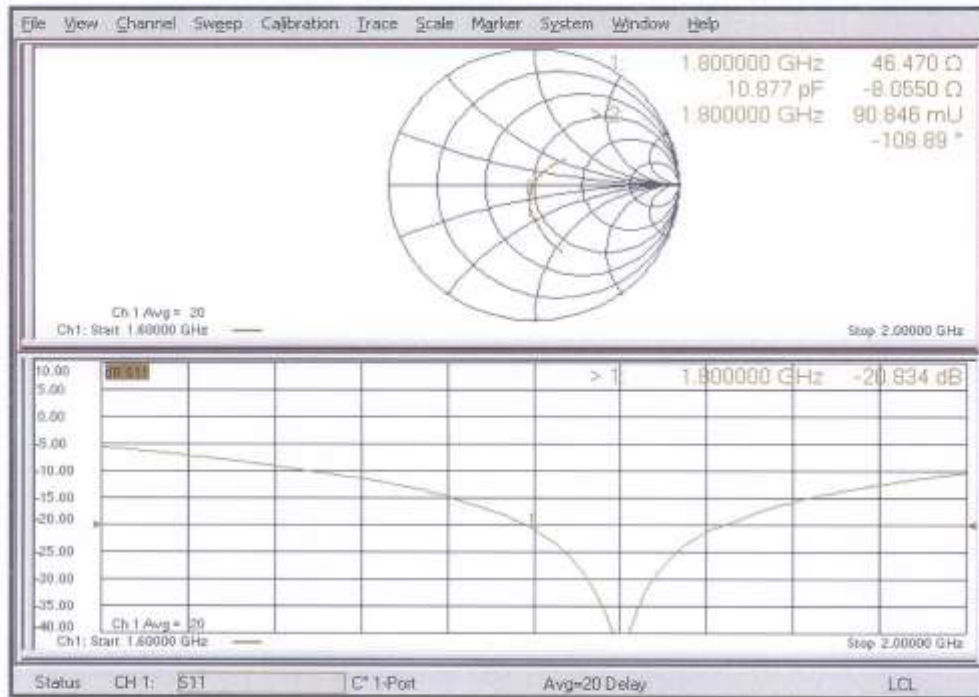 File View Channel Sweep Calibration Trace Scale Marker System Window Help
1: 1.800000 GHz 46.470 Ω
10.877 pF -8.0550 Ω
> 2: 1.800000 GHz 90.846 mU
-108.89 °
Ch 1 Avg = 20
Ch1: Start 1.60000 GHz
Stop 2.00000 GHz
10.00
dB S11
> 1: 1.800000 GHz -20.834 dB
5.00
0.00
-5.00
-10.00
-15.00
-20.00
1
-25.00
-30.00
-35.00
-40.00
Ch 1 Avg = 20
Ch1: Start 1.60000 GHz
Stop 2.00000 GHz
Status CH 1: S11 C* 1-Port Avg=20 Delay LCL